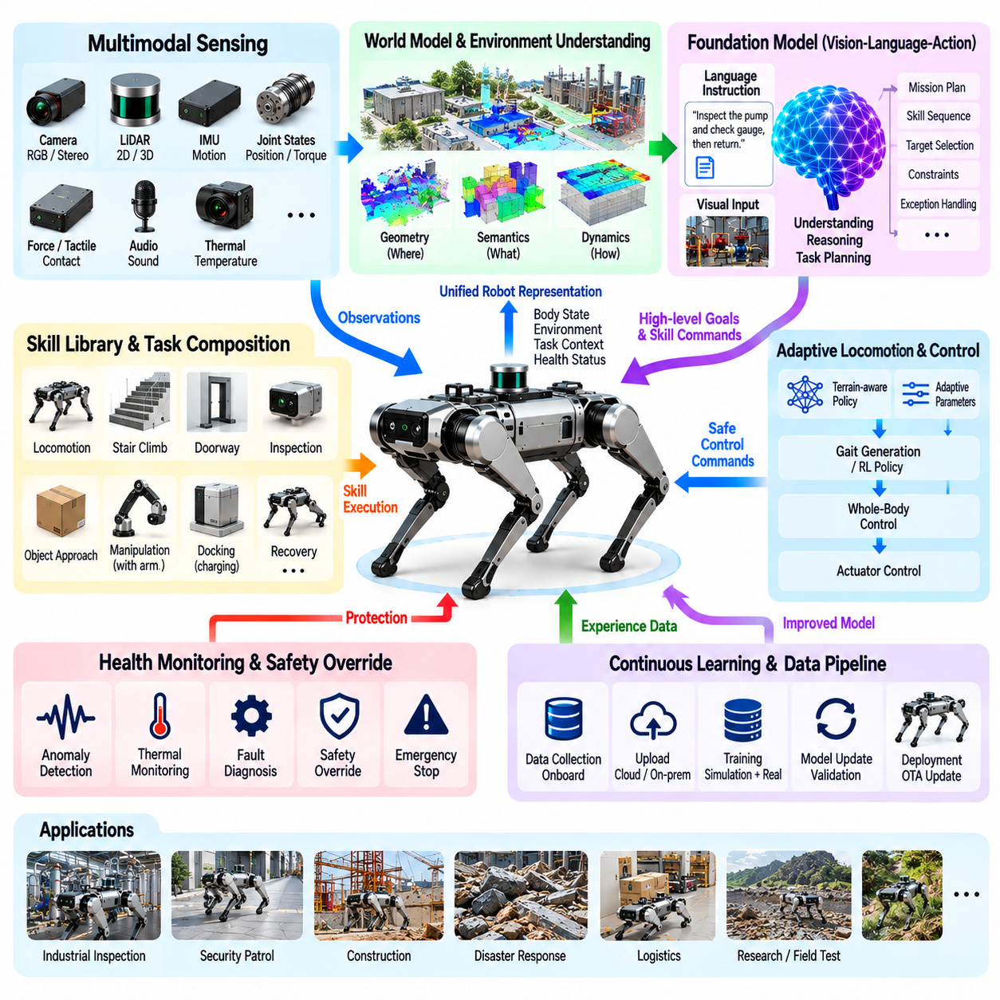 Multimodal Sensing
Camera
RGB / Stereo
LiDAR
2D / 3D
IMU
Motion
Joint States
Position / Torque
Force / Tactile
Contact
Audio
Sound
Thermal
Temperature
• • •
World Model & Environment Understanding
Geometry
(Where)
Semantics
(What)
Dynamics
(How)
Foundation Model (Vision-Language-Action)
Language
Instruction
“Inspect the pump
and check gauge,
then return.”
Visual Input
Understanding
Reasoning
Task Planning
Mission Plan
Skill Sequence
Target Selection
Constraints
Exception Handling
• • •
Observations
Unified Robot Representation
Body State
Environment
Task Context
Health Status
High-level Goals
& Skill Commands
Skill Library & Task Composition
Locomotion
Stair Climb
Doorway
Inspection
Object Approach
Manipulation
(with arm.)
Docking
(charging)
Recovery
• • •
Skill
Execution
Safe
Control
Commands
Adaptive Locomotion & Control
Terrain-aware
Policy
Adaptive
Parameters
Gait Generation
/ RL Policy
Whole-Body
Control
Actuator Control
Protection
Experience Data
Improved Model
Health Monitoring & Safety Override
Anomaly
Detection
Thermal
Monitoring
Fault
Diagnosis
Safety
Override
Emergency
Stop
Continuous Learning & Data Pipeline
Data Collection
Onboard
Upload
Cloud / On-prem
Training
Simulation + Real
Model Update
Validation
Deployment
OTA Update
Applications
Industrial Inspection
Security Patrol
Construction
Disaster Response
Logistics
Research / Field Test
• • •